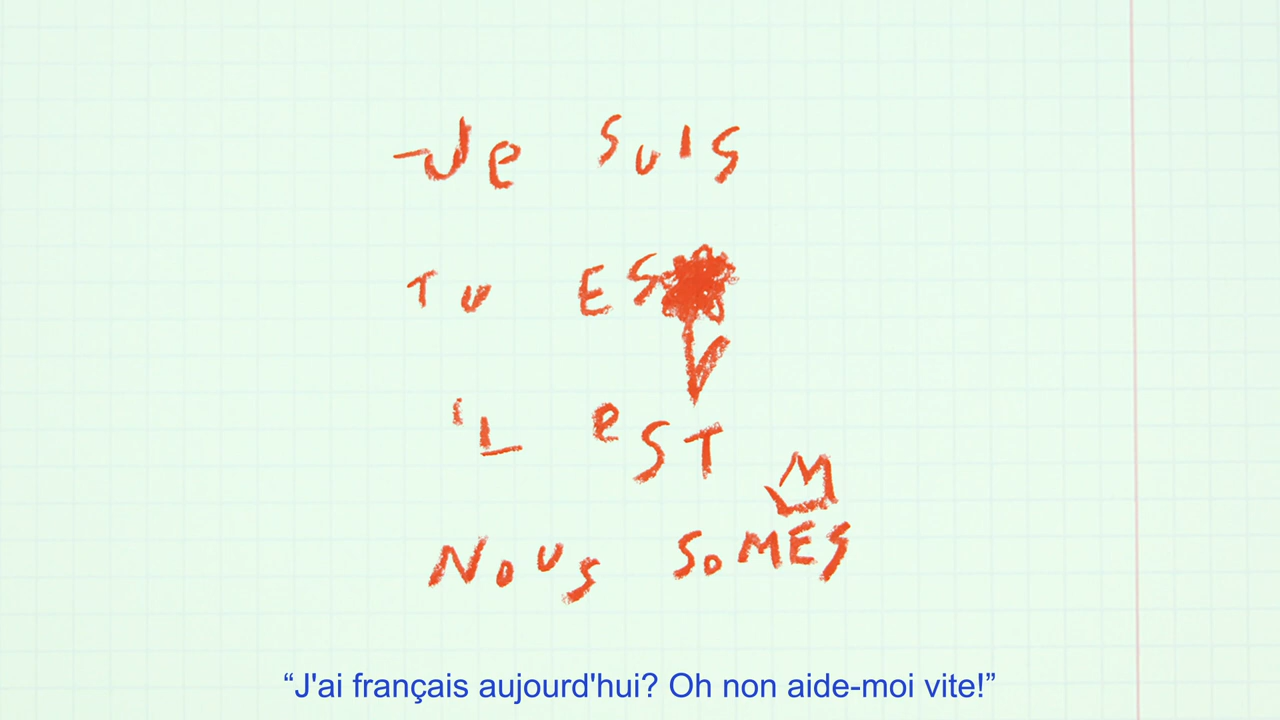 Je suis
Tu ES
iL eST
M
Nous SoMES
“J'ai français aujourd'hui? Oh non aide-moi vite!”